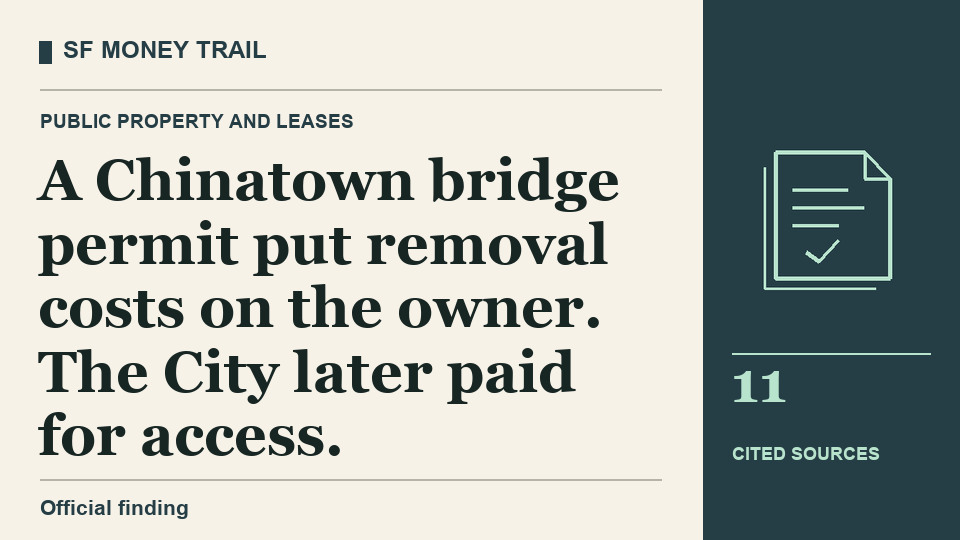 SF MONEY TRAIL
PUBLIC PROPERTY AND LEASES
A Chinatown bridge
permit put removal
costs on the owner.
The City later paid
for access.
Official finding
11
CITED SOURCES